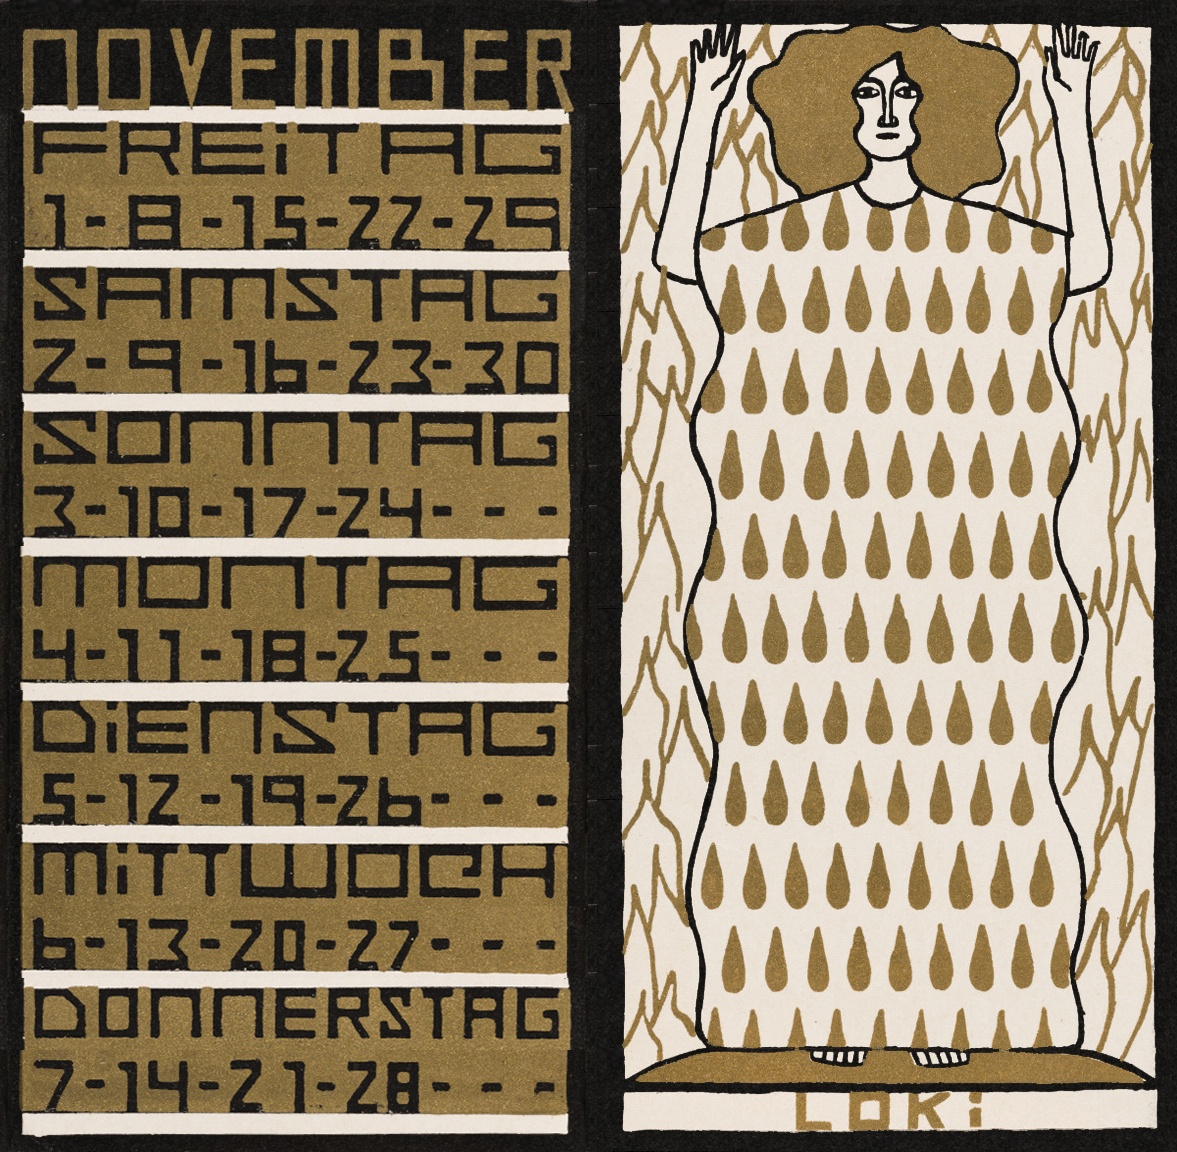 NOVEMBER
FREiTAG
1-8-15-22-29
SAMSTAG
2-9-16-23-30
SONNTAG
3-10-17-24- - -
MONTAG
4-11-18-25- - -
DiENSTAG
5-12-19-26- - -
MiTTWOCH
6-13-20-27- - -
DONNERSTAG
7-14-21-28- - -
LOKi